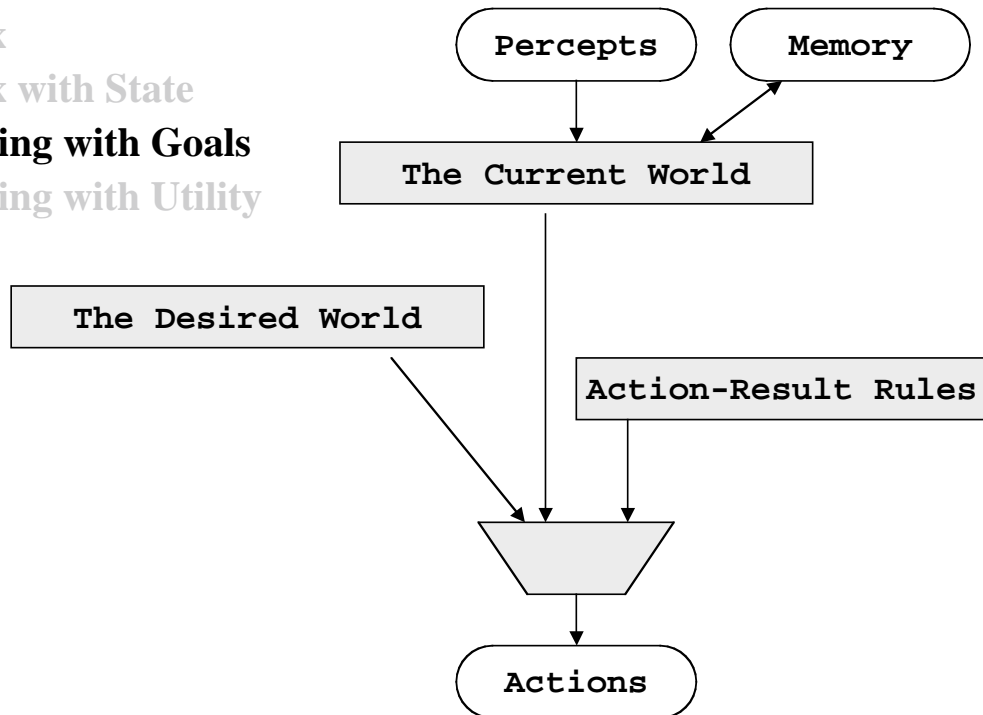 x
x with State
ing with Goals
ing with Utility
Percepts
Memory
The Current World
The Desired World
Action-Result Rules
Actions